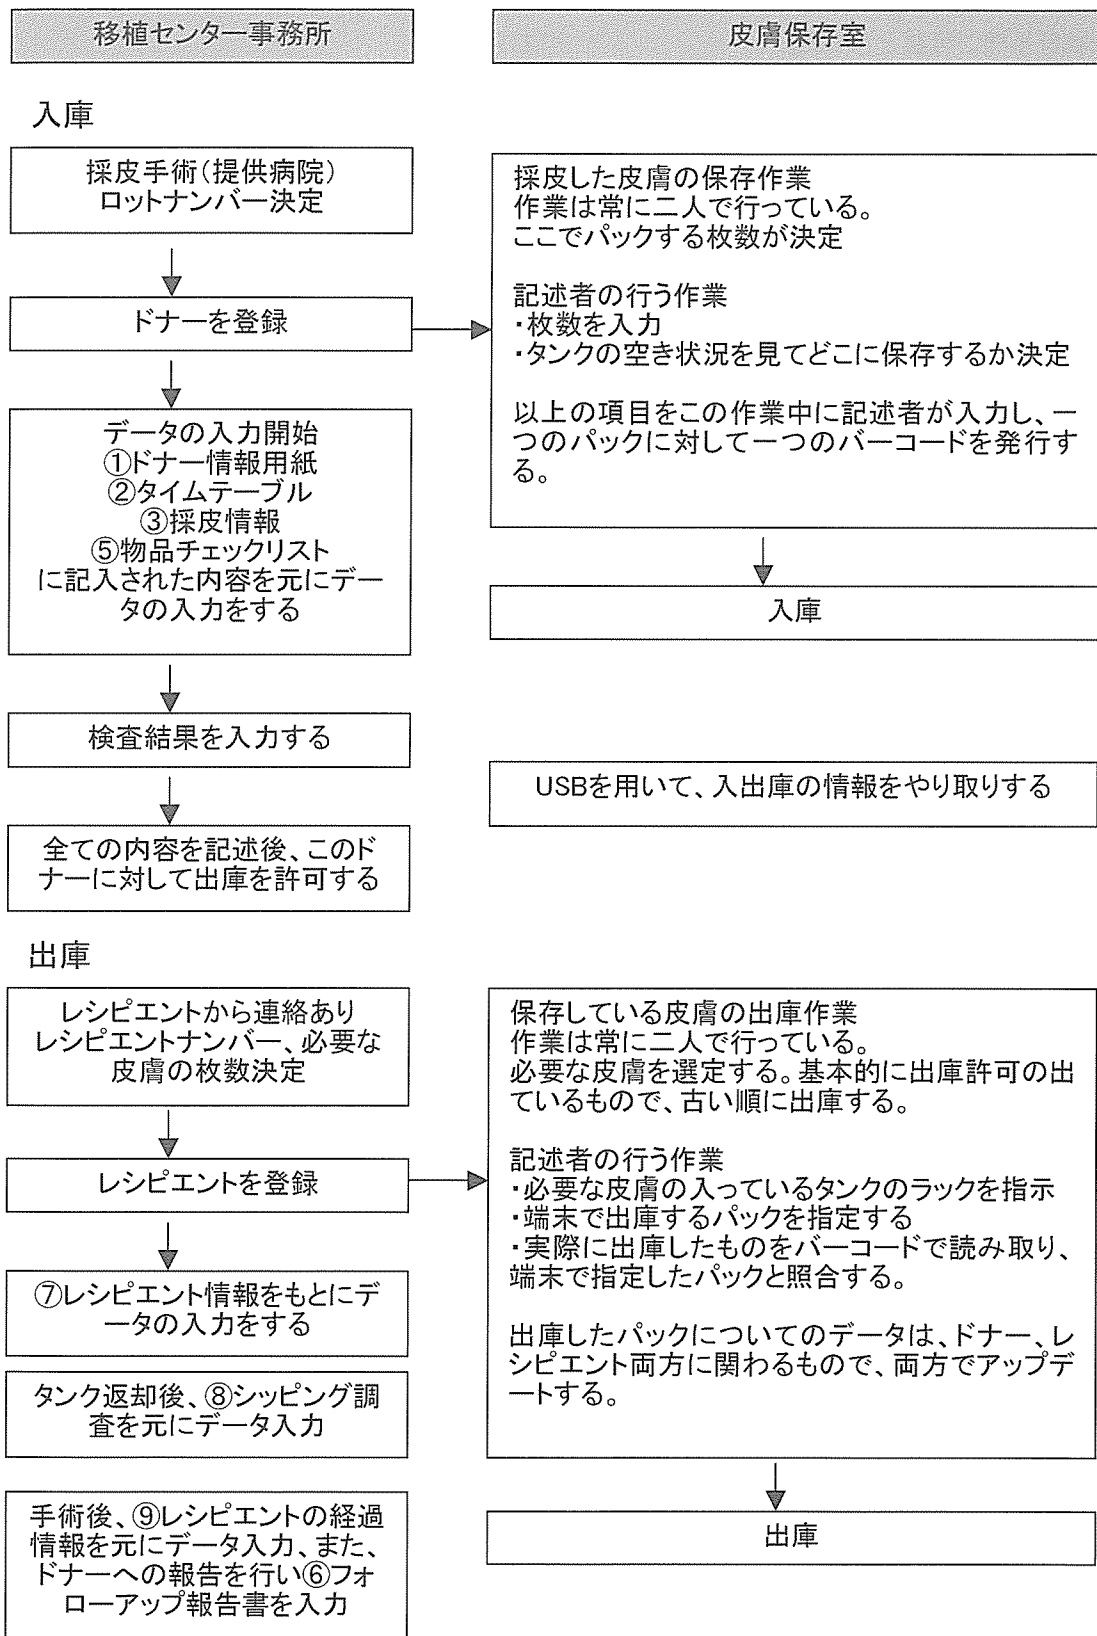 移植センター事務所
皮膚保存室
入庫
採皮手術(提供病院)
ロットナンバー決定
ドナーを登録
データの入力開始
①ドナー情報用紙
②タイムテーブル
③採皮情報
⑤物品チェックリスト
に記入された内容を元にデー
タの入力をする
検査結果を入力する
全ての内容を記述後、このド
ナーに対して出庫を許可する
採皮した皮膚の保存作業
作業は常に二人で行っている。
ここでパックする枚数が決定
記述者の行う作業
・枚数を入力
・タンクの空き状況を見てどこに保存するか決定
以上の項目をこの作業中に記述者が入力し、一
つのパックに対して一つのバーコードを発行す
る。
入庫
USBを用いて、入出庫の情報をやり取りする
出庫
レシピエントから連絡あり
レシピエントナンバー、必要な
皮膚の枚数決定
レシピエントを登録
⑦レシピエント情報をもとにデ
ータの入力をする
タンク返却後、⑧シッピング調
査を元にデータ入力
手術後、⑨レシピエントの経過
情報を元にデータ入力、また、
ドナーへの報告を行い⑥フォ
ローアップ報告書を入力
保存している皮膚の出庫作業
作業は常に二人で行っている。
必要な皮膚を選定する。基本的に出庫許可の出
ているもので、古い順に出庫する。
記述者の行う作業
・必要な皮膚の入っているタンクのラックを指示
・端末で出庫するパックを指定する
・実際に出庫したものをバーコードで読み取り、
端末で指定したパックと照合する。
出庫したパックについてのデータは、ドナー、レ
シピエント両方に関わるもので、両方でアップデ
ートする。
出庫